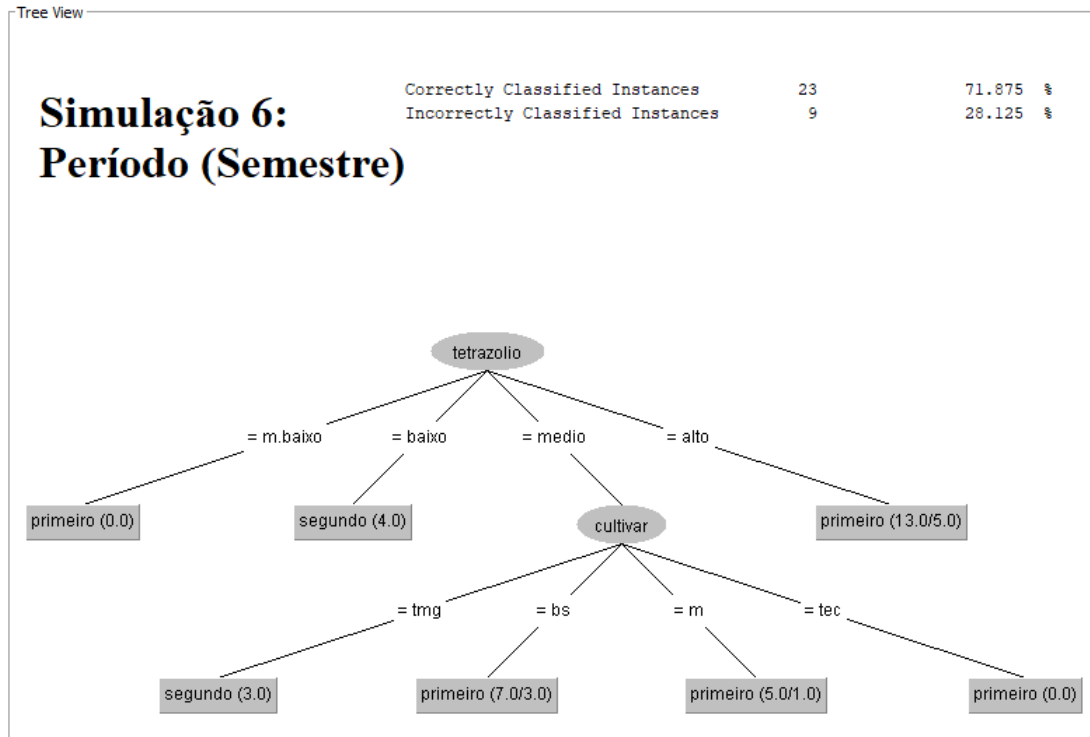 Tree View
Simulação 6:
Período (Semestre)
Correctly Classified Instances 23 71.875 %
Incorrectly Classified Instances 9 28.125 %
tetrazolio
= m.baixo = baixo = medio = alto
primeiro (0.0) segundo (4.0) cultivar primeiro (13.0/5.0)
= tmg = bs = m = tec
segundo (3.0) primeiro (7.0/3.0) primeiro (5.0/1.0) primeiro (0.0)